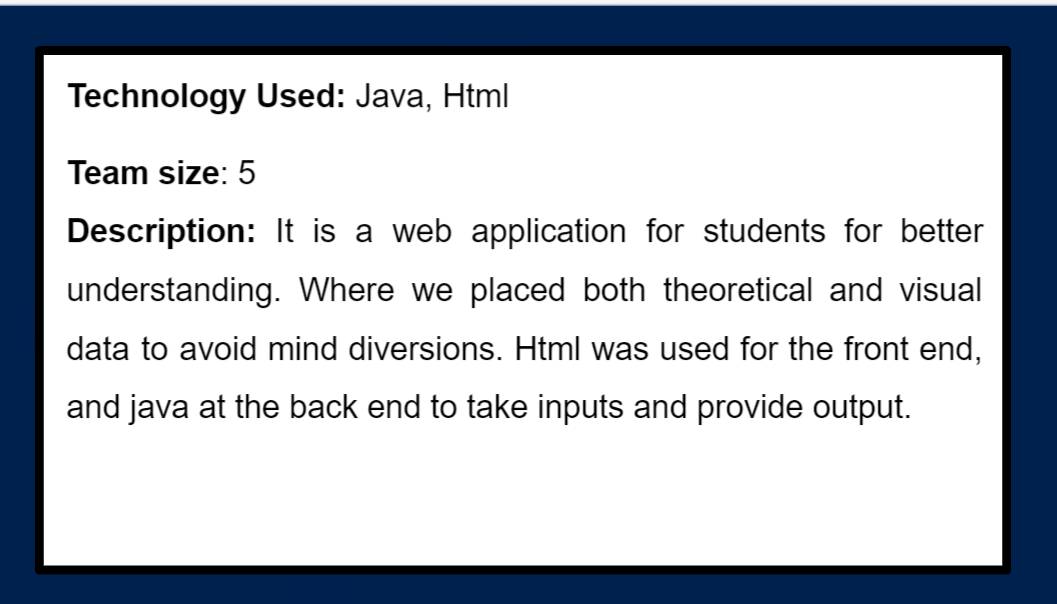 Technology Used: Java, Html
Team size: 5
Description: It is a web application for students for better
understanding. Where we placed both theoretical and visual
data to avoid mind diversions. Html was used for the front end,
and java at the back end to take inputs and provide output.